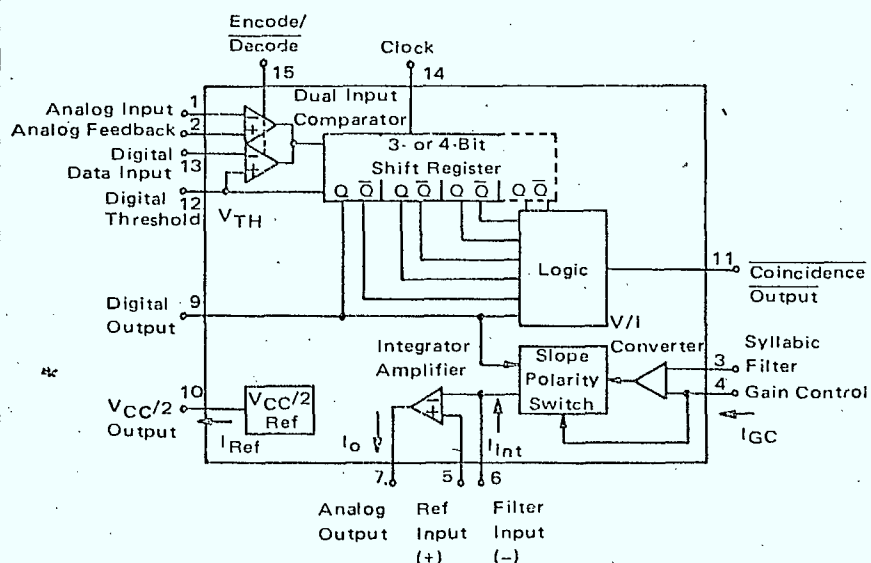 Encode/
Decode
Clock
15
14
1
Analog Input
Dual Input
Comparator
2
Analog Feedback
3- or 4-Bit
Shift Register
Digital
Data Input
13
12
Digital
Threshold
VTH
Q Q Q Q Q Q Q Q
Logic
11
Coincidence
Output
9
Digital
Output
V/I
Converter
Integrator
Amplifier
Slope
Polarity
Switch
3
Syllabic
Filter
4
Gain Control
10
VCC/2
Output
VCC/2
Ref
IRef
Io
IInt
IGC
7
5
6
Analog
Output
Ref
Input
(+)
Filter
Input
(−)